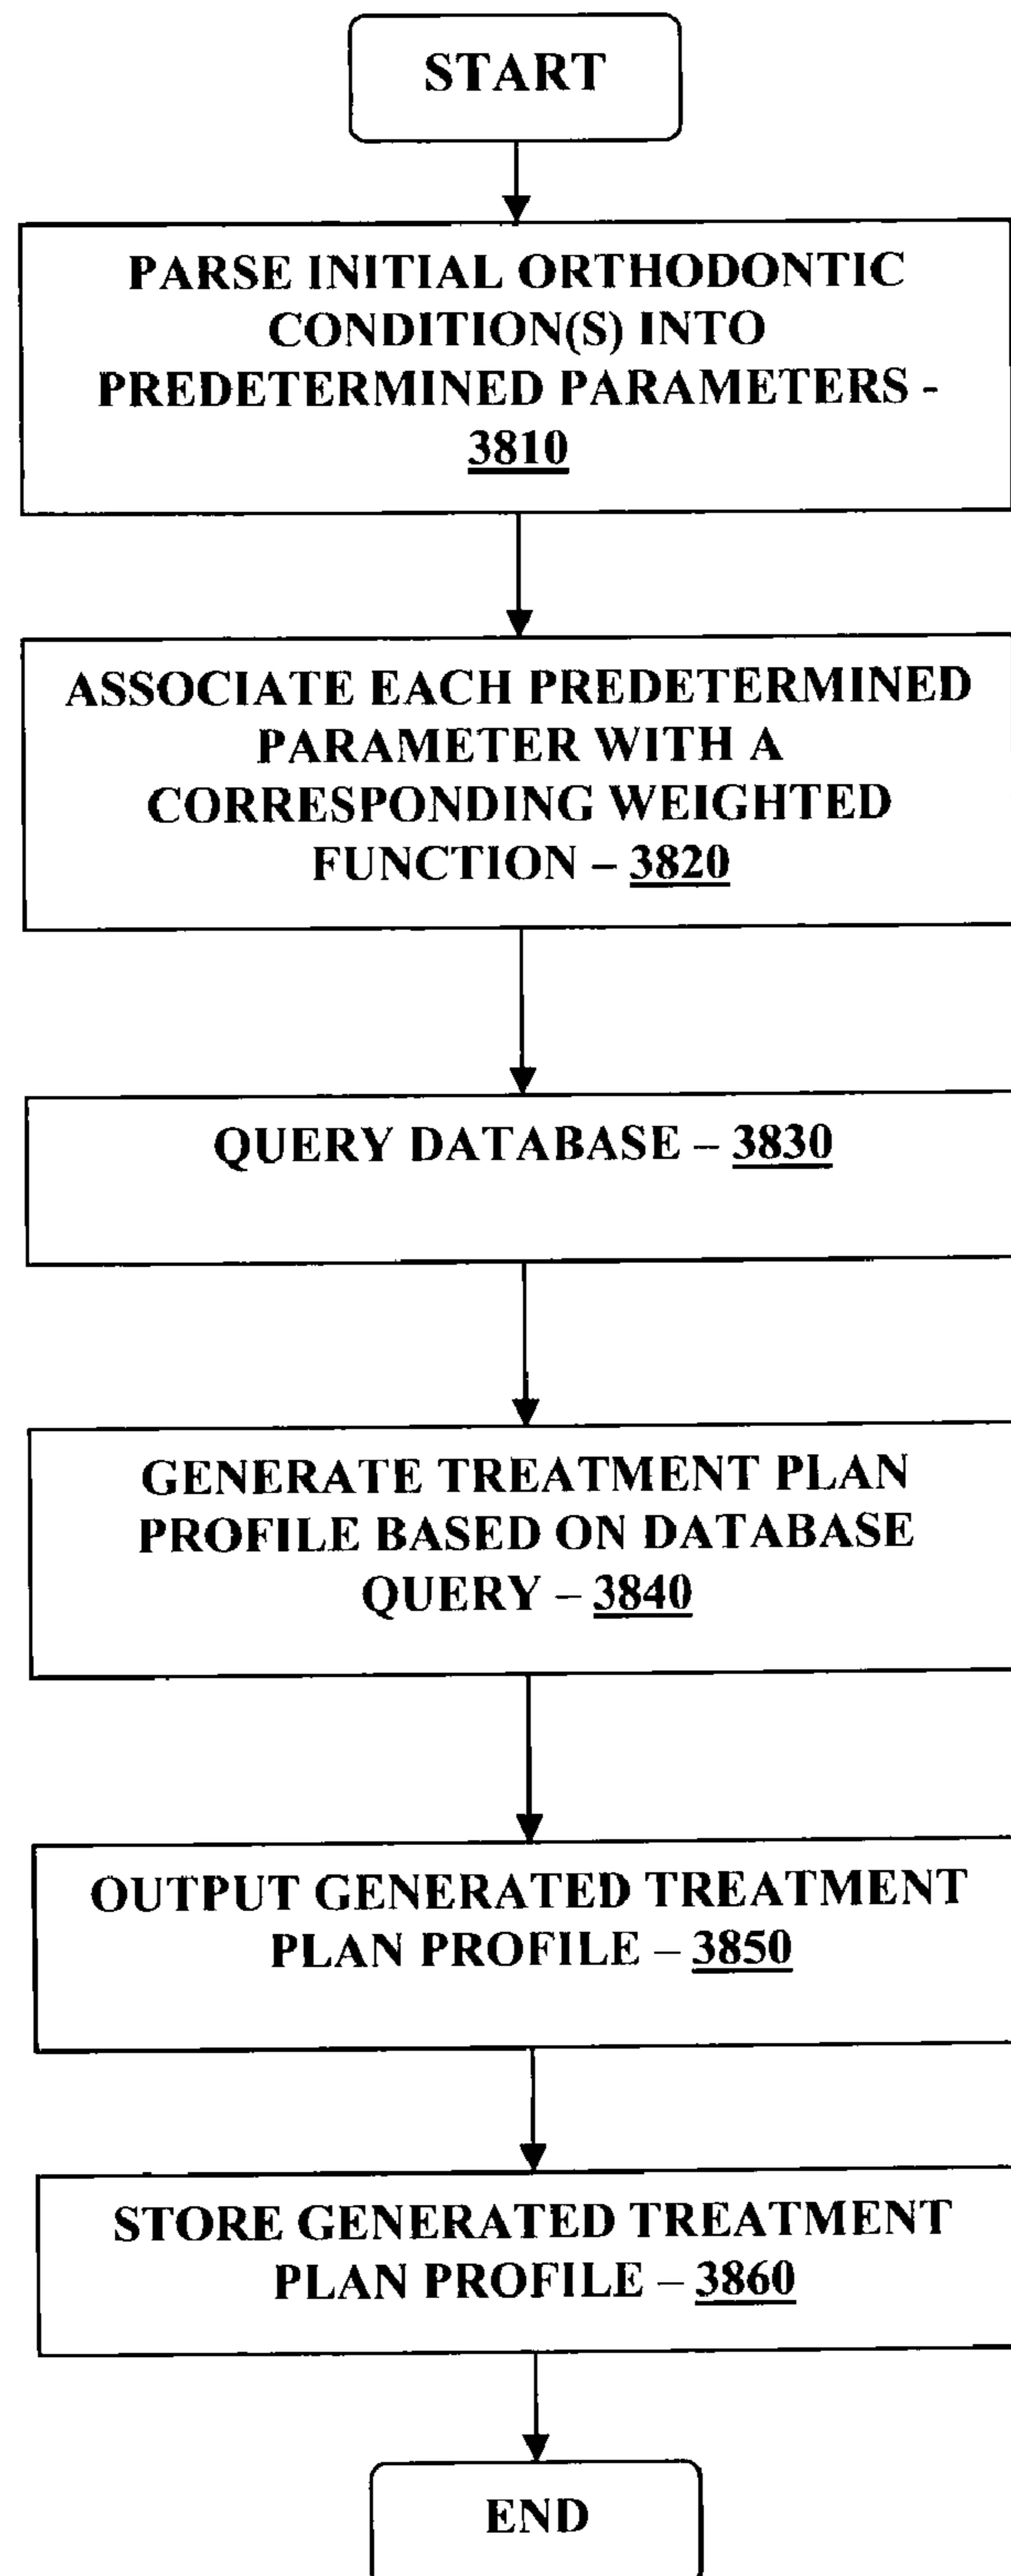 START
PARSE INITIAL ORTHODONTIC
CONDITION(S) INTO
PREDETERMINED PARAMETERS -
3810
ASSOCIATE EACH PREDETERMINED
PARAMETER WITH A
CORRESPONDING WEIGHTED
FUNCTION – 3820
QUERY DATABASE – 3830
GENERATE TREATMENT PLAN
PROFILE BASED ON DATABASE
QUERY – 3840
OUTPUT GENERATED TREATMENT
PLAN PROFILE – 3850
STORE GENERATED TREATMENT
PLAN PROFILE – 3860
END